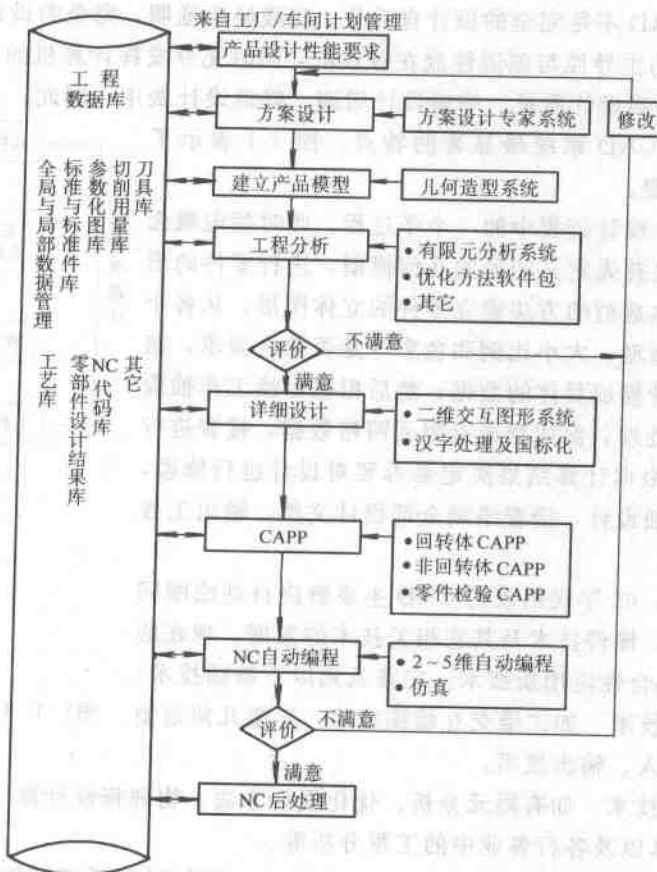 来自工厂/车间计划管理
产品设计性能要求
工程
数据库
方案设计
方案设计专家系统
修改
刀具库
切削用量库
参数化图库
标准与标准件库
全局与局部数据管理
建立产品模型
几何造型系统
工程分析
•有限元分析系统
•优化方法软件包
•其它
评价
不满意
满意
其它
NC代码库
零部件设计结果库
工艺库
详细设计
•二维交互图形系统
•汉字处理及国标化
CAPP
•回转体CAPP
•非回转体CAPP
•零件检验CAPP
NC自动编程
•2~5维自动编程
•仿真
评价
不满意
满意
NC后处理